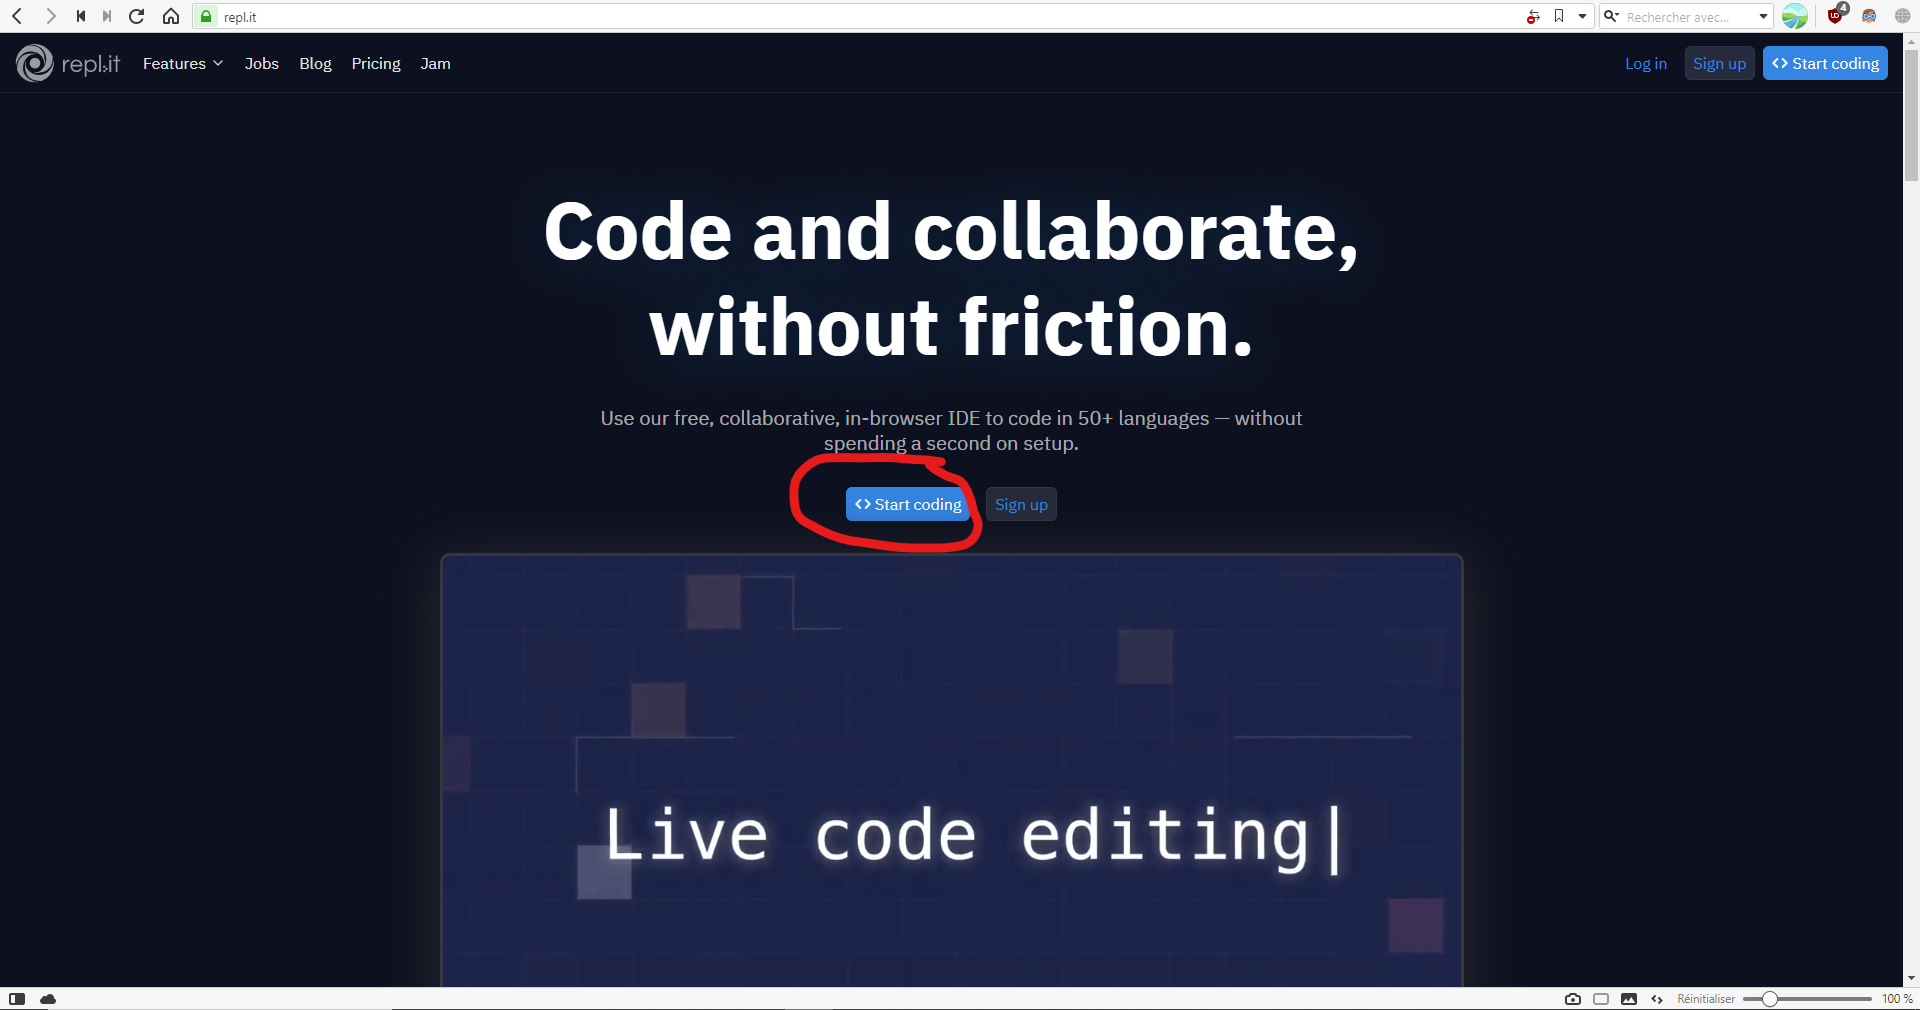 repl.it
Rechercher avec...
4
repl.it
Features
Jobs
Blog
Pricing
Jam
Log in
Sign up
<> Start coding
Code and collaborate,
without friction.
Use our free, collaborative, in-browser IDE to code in 50+ languages — without
spending a second on setup.
<> Start coding
Sign up
Live code editing|
Réinitialiser
100 %